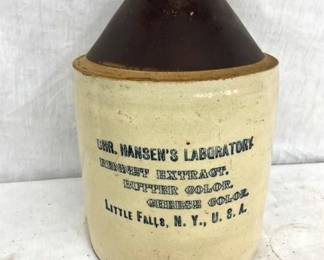 CHR. HANSEN'S LABORATORY
RENNET EXTRACT.
BUTTER COLOR.
CHEESE COLOR.
LITTLE FALLS, N. Y., U. S. A.